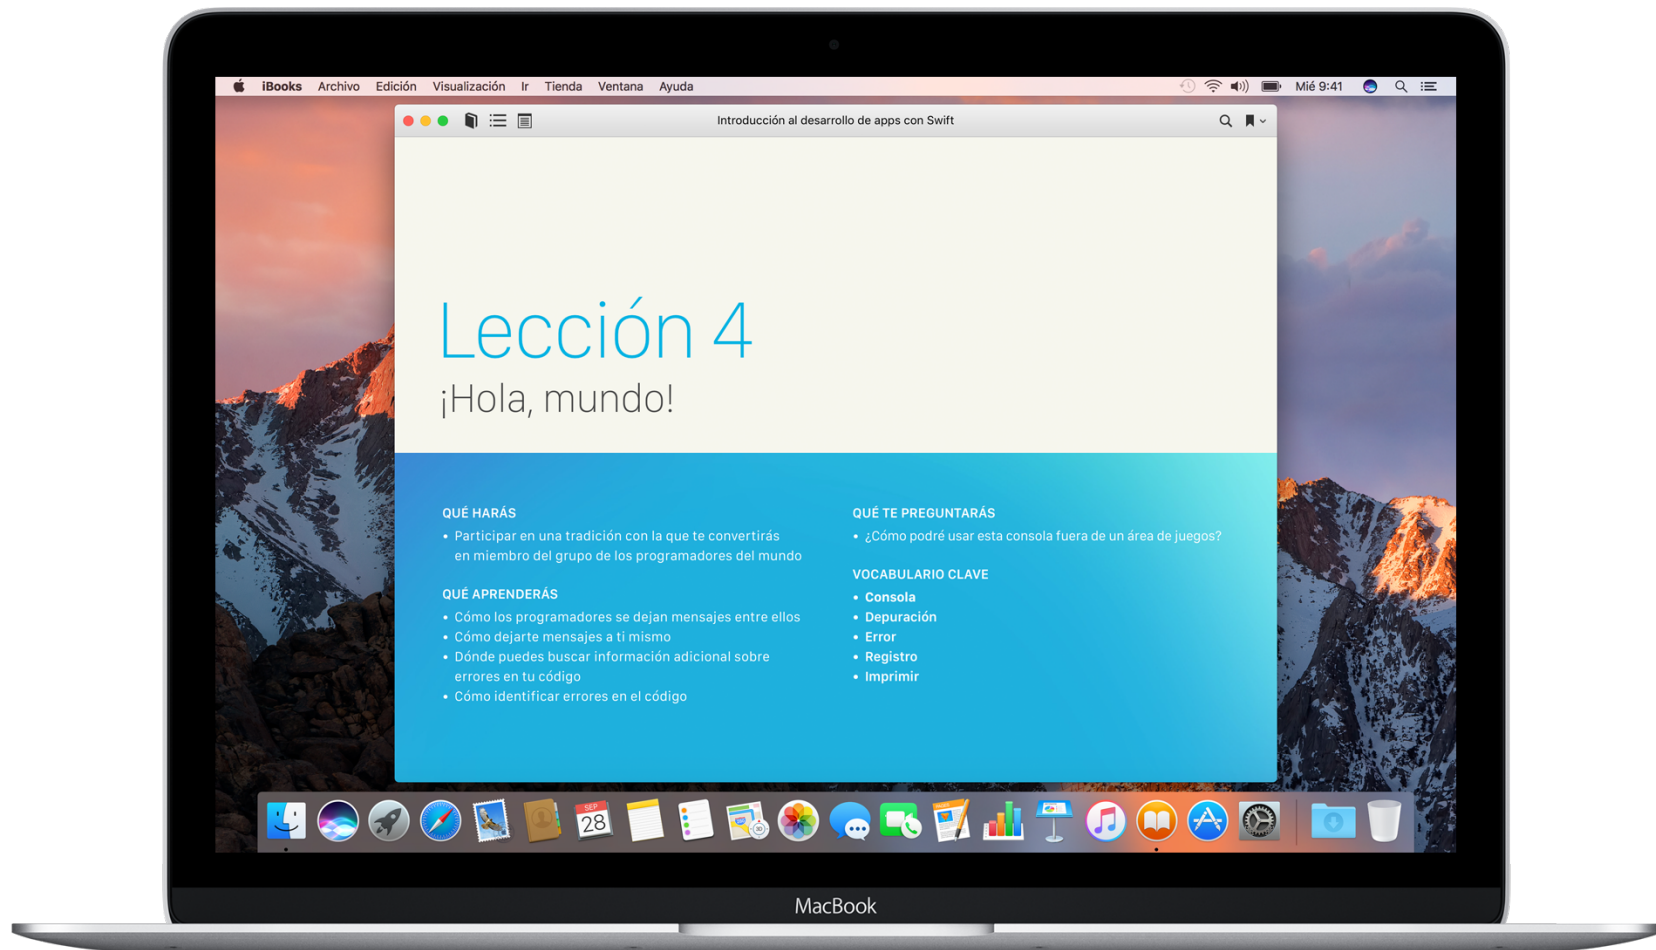 iBooks Archivo Edición Visualización Ir Tienda Ventana Ayuda
Mié 9:41
Introducción al desarrollo de apps con Swift
Lección 4
¡Hola, mundo!
QUÉ HARÁS
• Participar en una tradición con la que te convertirás
en miembro del grupo de los programadores del mundo
QUÉ APRENDERÁS
• Cómo los programadores se dejan mensajes entre ellos
• Cómo dejarte mensajes a ti mismo
• Dónde puedes buscar información adicional sobre
errores en tu código
• Cómo identificar errores en el código
QUÉ TE PREGUNTARÁS
• ¿Cómo podré usar esta consola fuera de un área de juegos?
VOCABULARIO CLAVE
• Consola
• Depuración
• Error
• Registro
• Imprimir
SEP
28
3D
MacBook